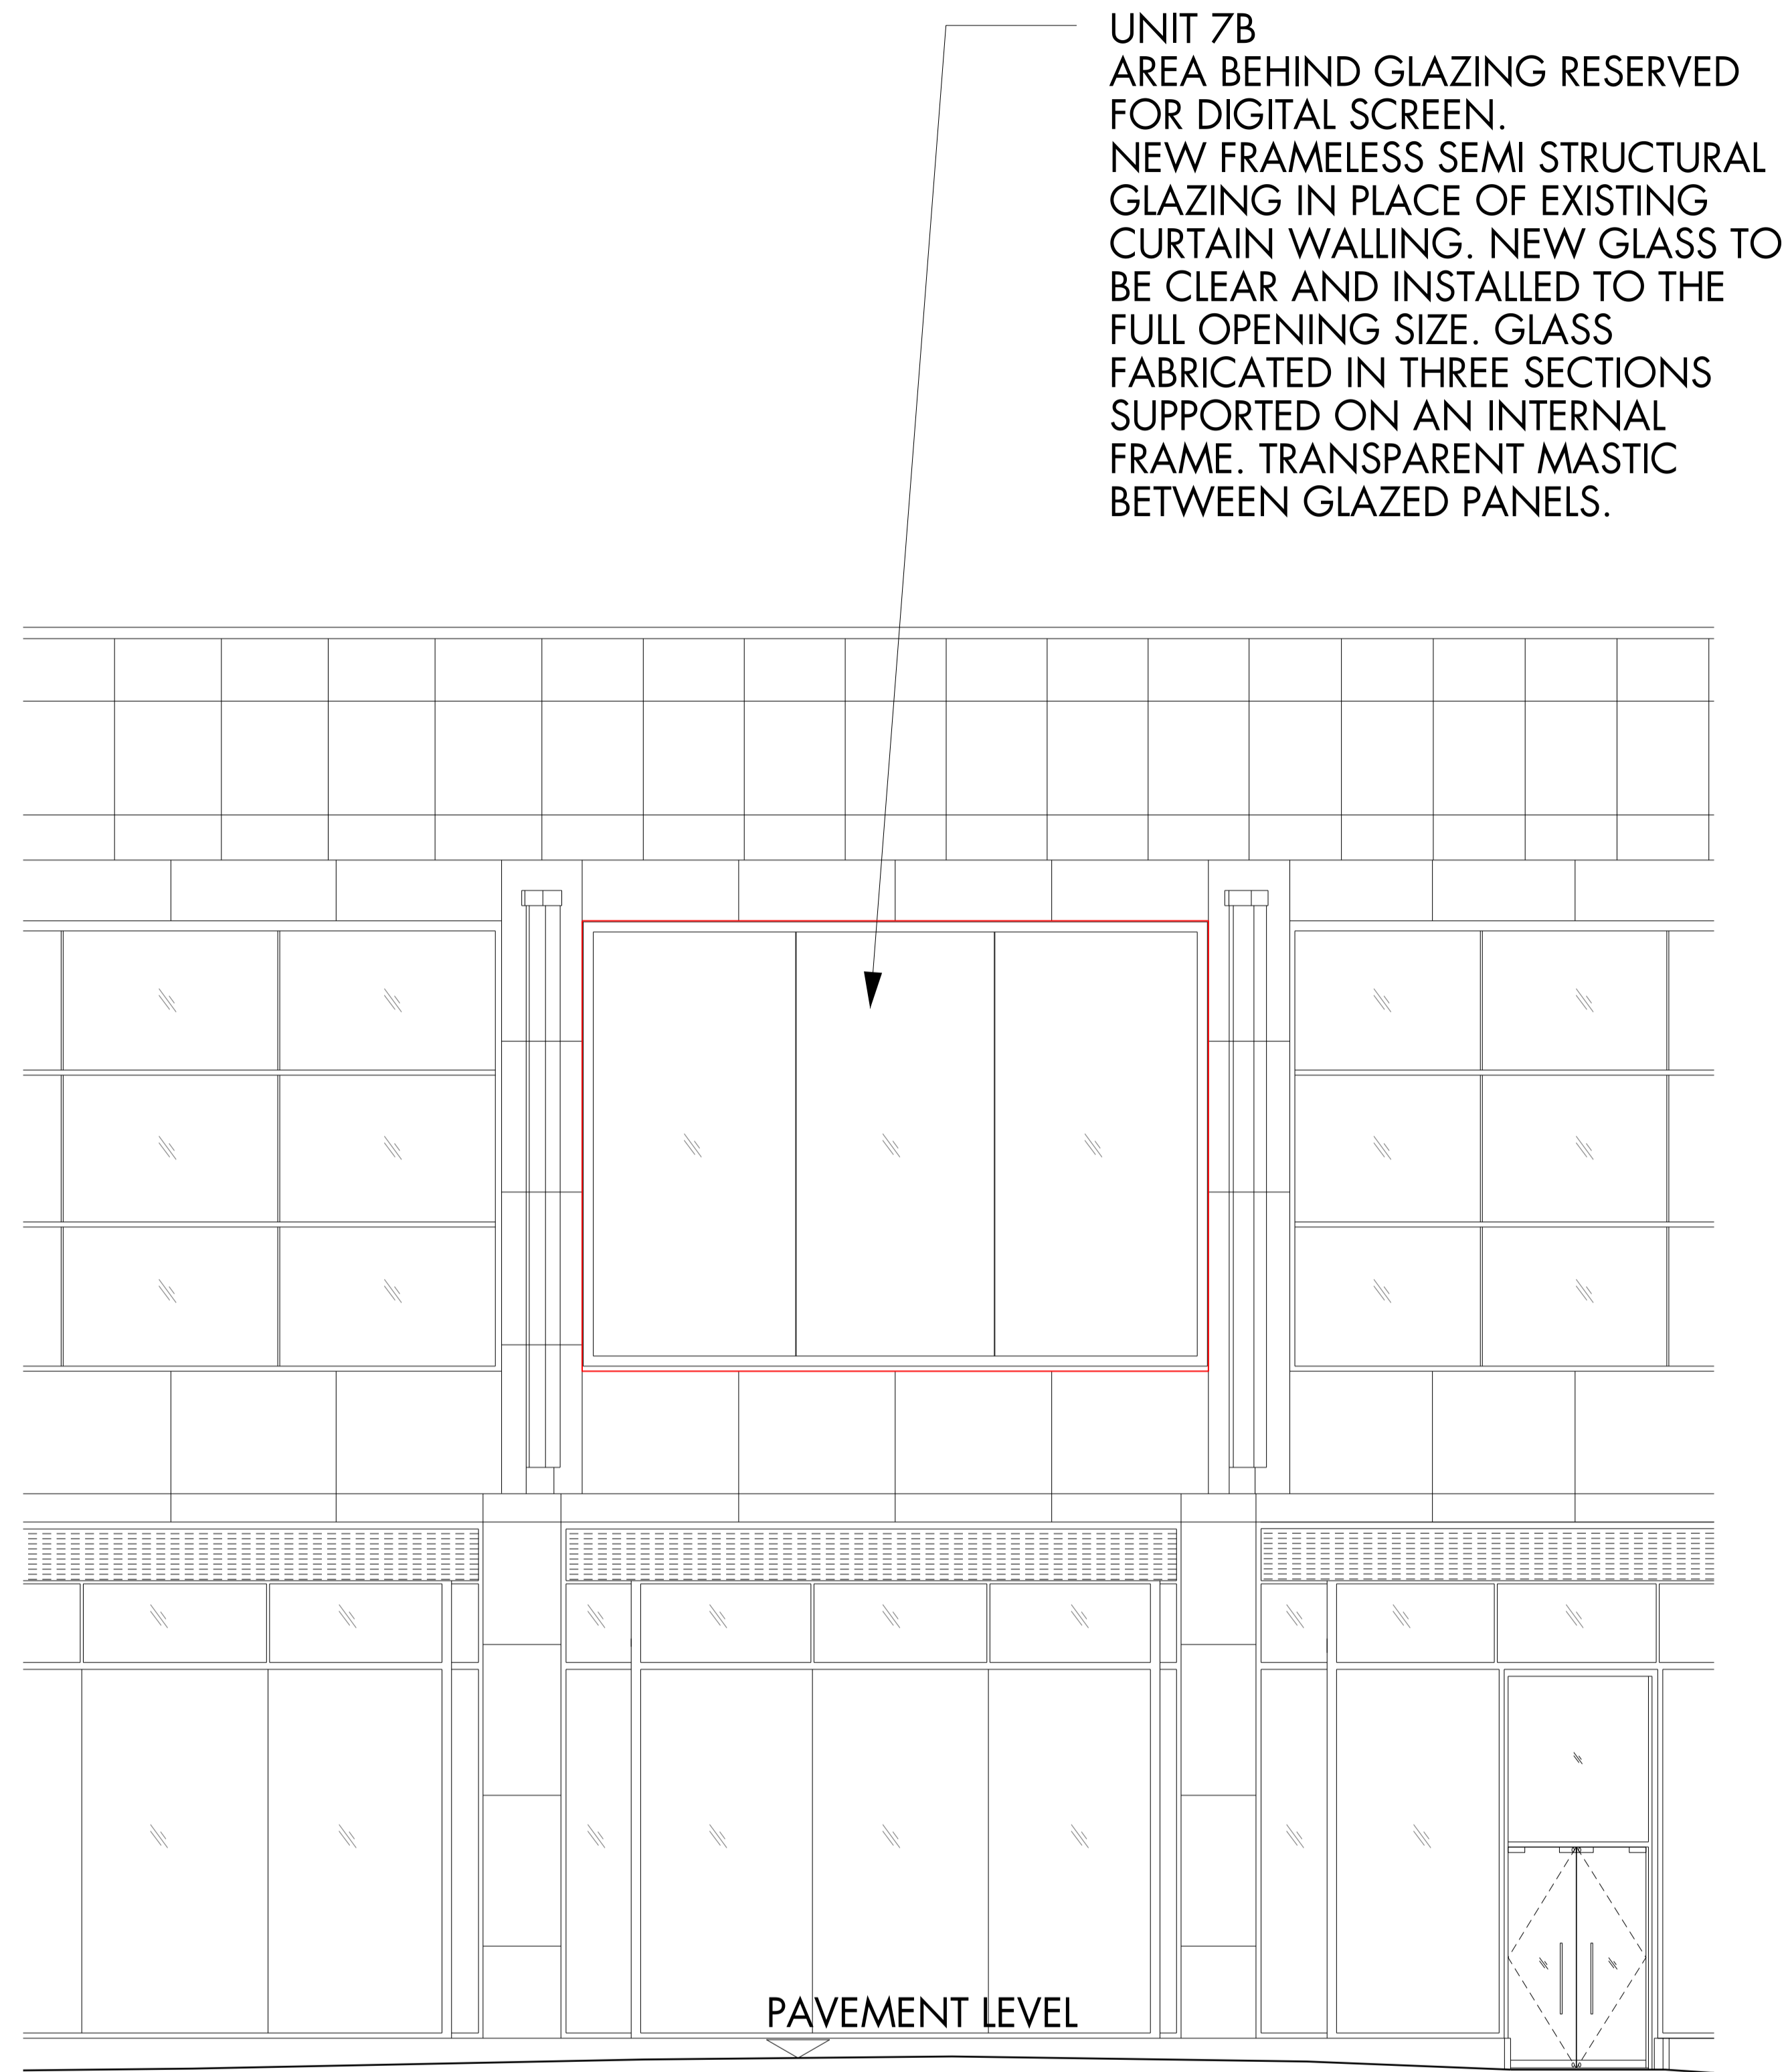 UNIT 7B
AREA BEHIND GLAZING RESERVED
FOR DIGITAL SCREEN.
NEW FRAMELESS SEMI STRUCTURAL
GLAZING IN PLACE OF EXISTING
CURTAIN WALLING. NEW GLASS TO
BE CLEAR AND INSTALLED TO THE
FULL OPENING SIZE. GLASS
FABRICATED IN THREE SECTIONS
SUPPORTED ON AN INTERNAL
FRAME. TRANSPARENT MASTIC
BETWEEN GLAZED PANELS.
PAVEMENT LEVEL